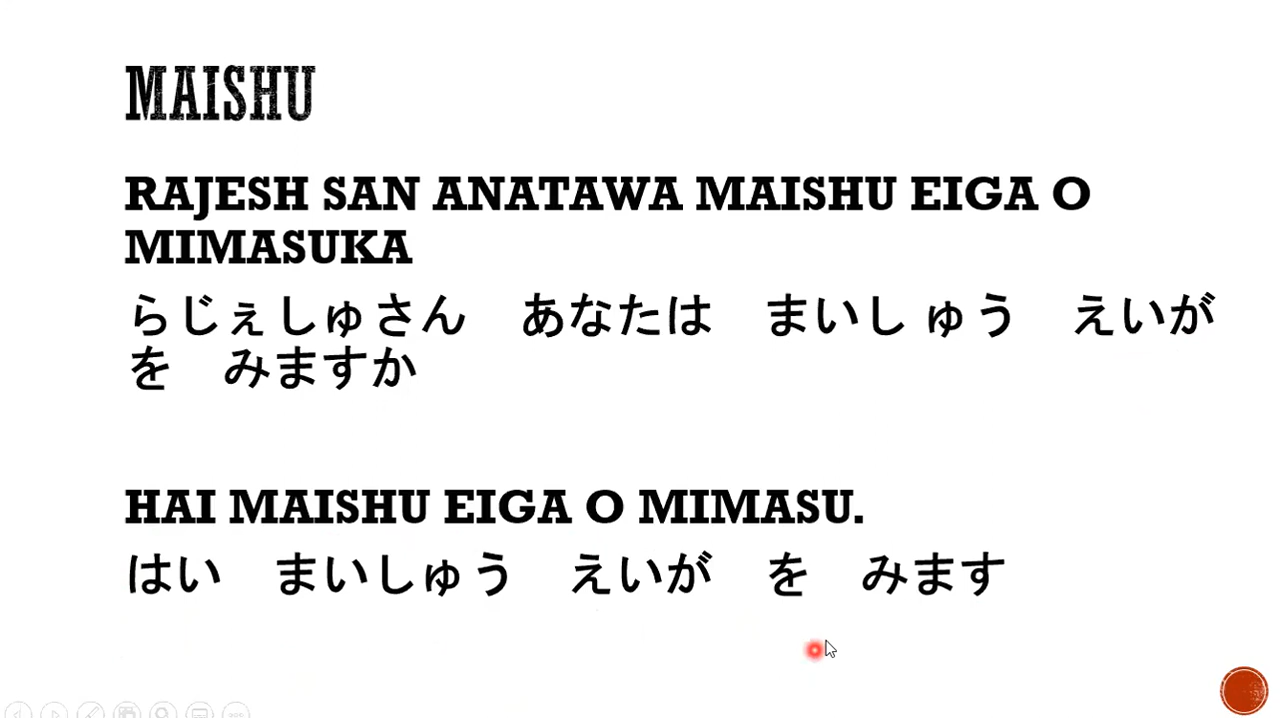 MAISHU
RAJESH SAN ANATAWA MAISHU EIGA O
MIMASUKA
らじぇしゅさん　あなたは　まいし ゅう　えいが
を　みますか
HAI MAISHU EIGA O MIMASU.
はい　まいしゅう　えいが　を　みます